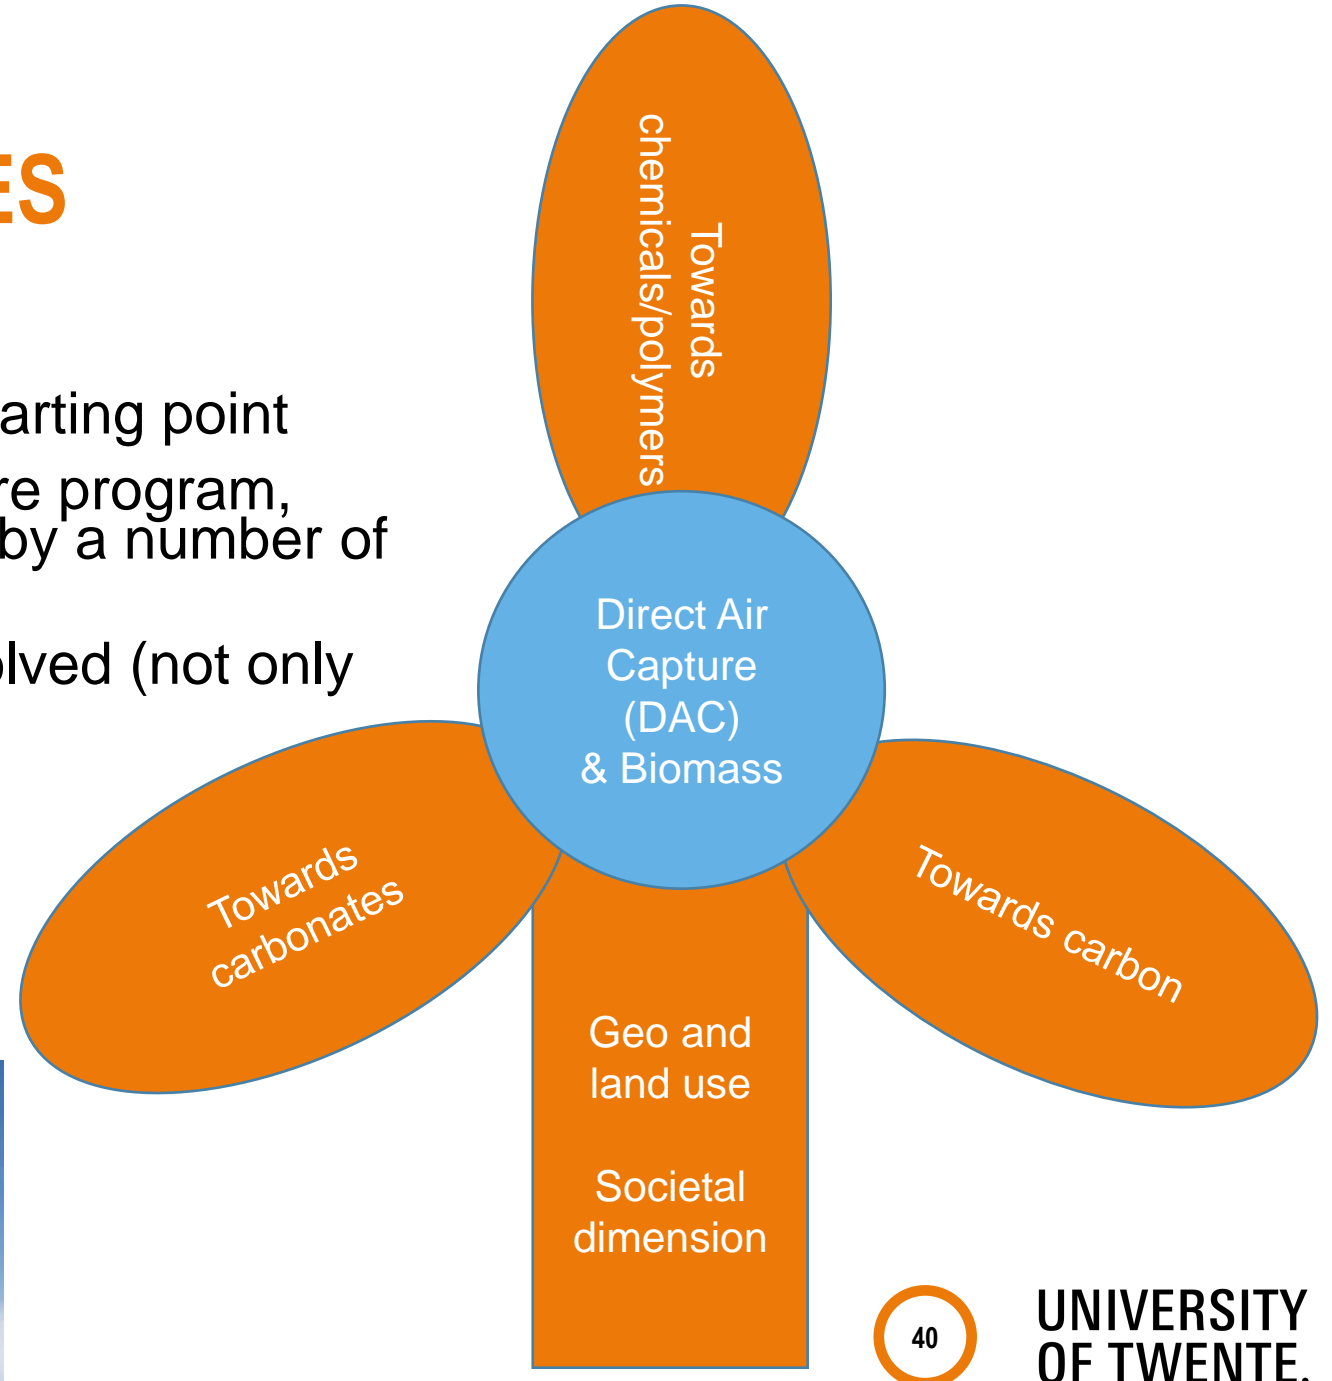 ES
arting point
re program,
by a number of
olved (not only
Towards
chemicals/polymers
Direct Air
Capture
(DAC)
& Biomass
Towards
carbonates
Towards carbon
Geo and
land use
Societal
dimension
40
UNIVERSITY
OF TWENTE.